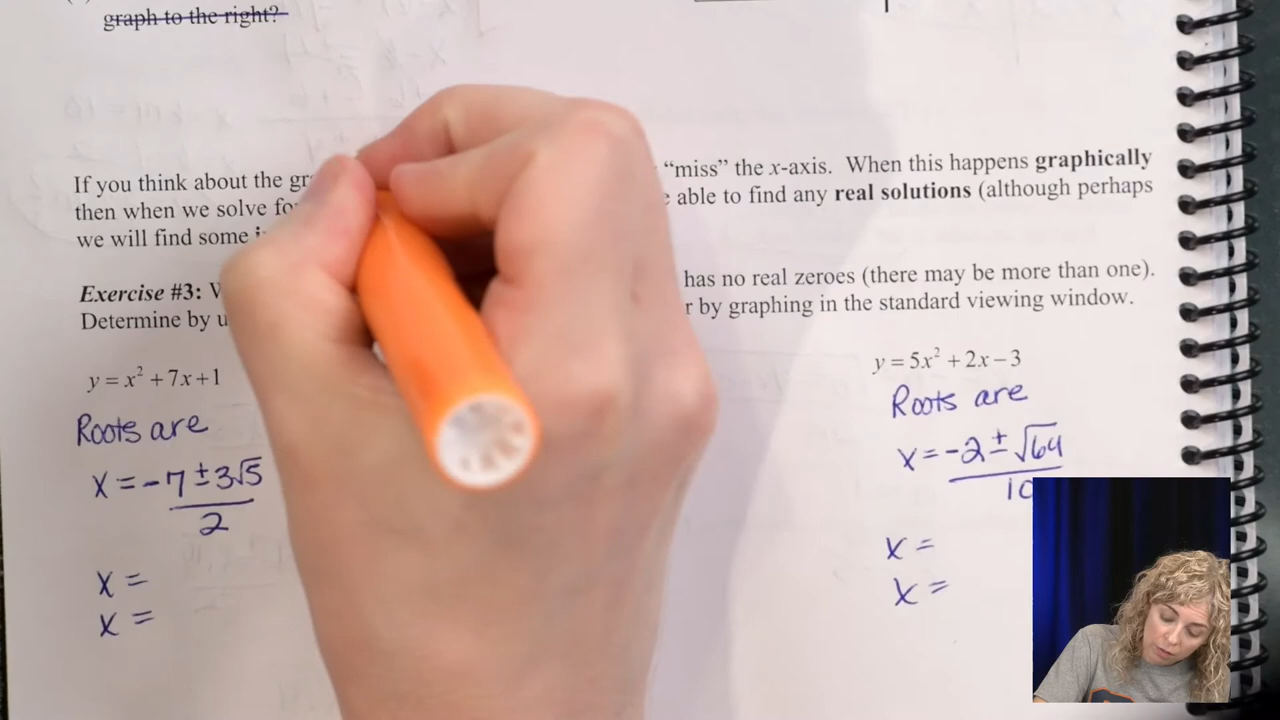 graph to the right?
If you think about the “miss” the x-axis. When this happens graphically
then when we solve able to find any real solutions (although perhaps
we will find some
Exercise #3: has no real zeroes (there may be more than one).
Determine by by graphing in the standard viewing window.
y = x² + 7x + 1
Roots are
x = -7 ± 3√5
2
x =
x =
y = 5x² + 2x − 3
Roots are
x = -2 ± √64
x =
x =